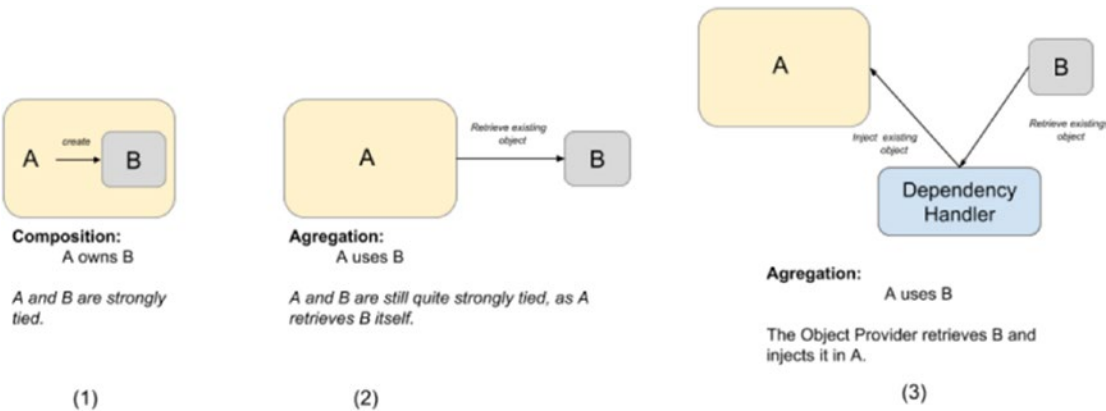 A
create
B
Composition:
A owns B
A and B are strongly
tied.
(1)
A
Retrieve existing
object
B
Agregation:
A uses B
A and B are still quite strongly tied, as A
retrieves B itself.
(2)
A
B
Inject existing
object
Retrieve existing
object
Dependency
Handler
Agregation:
A uses B
The Object Provider retrieves B and
injects it in A.
(3)